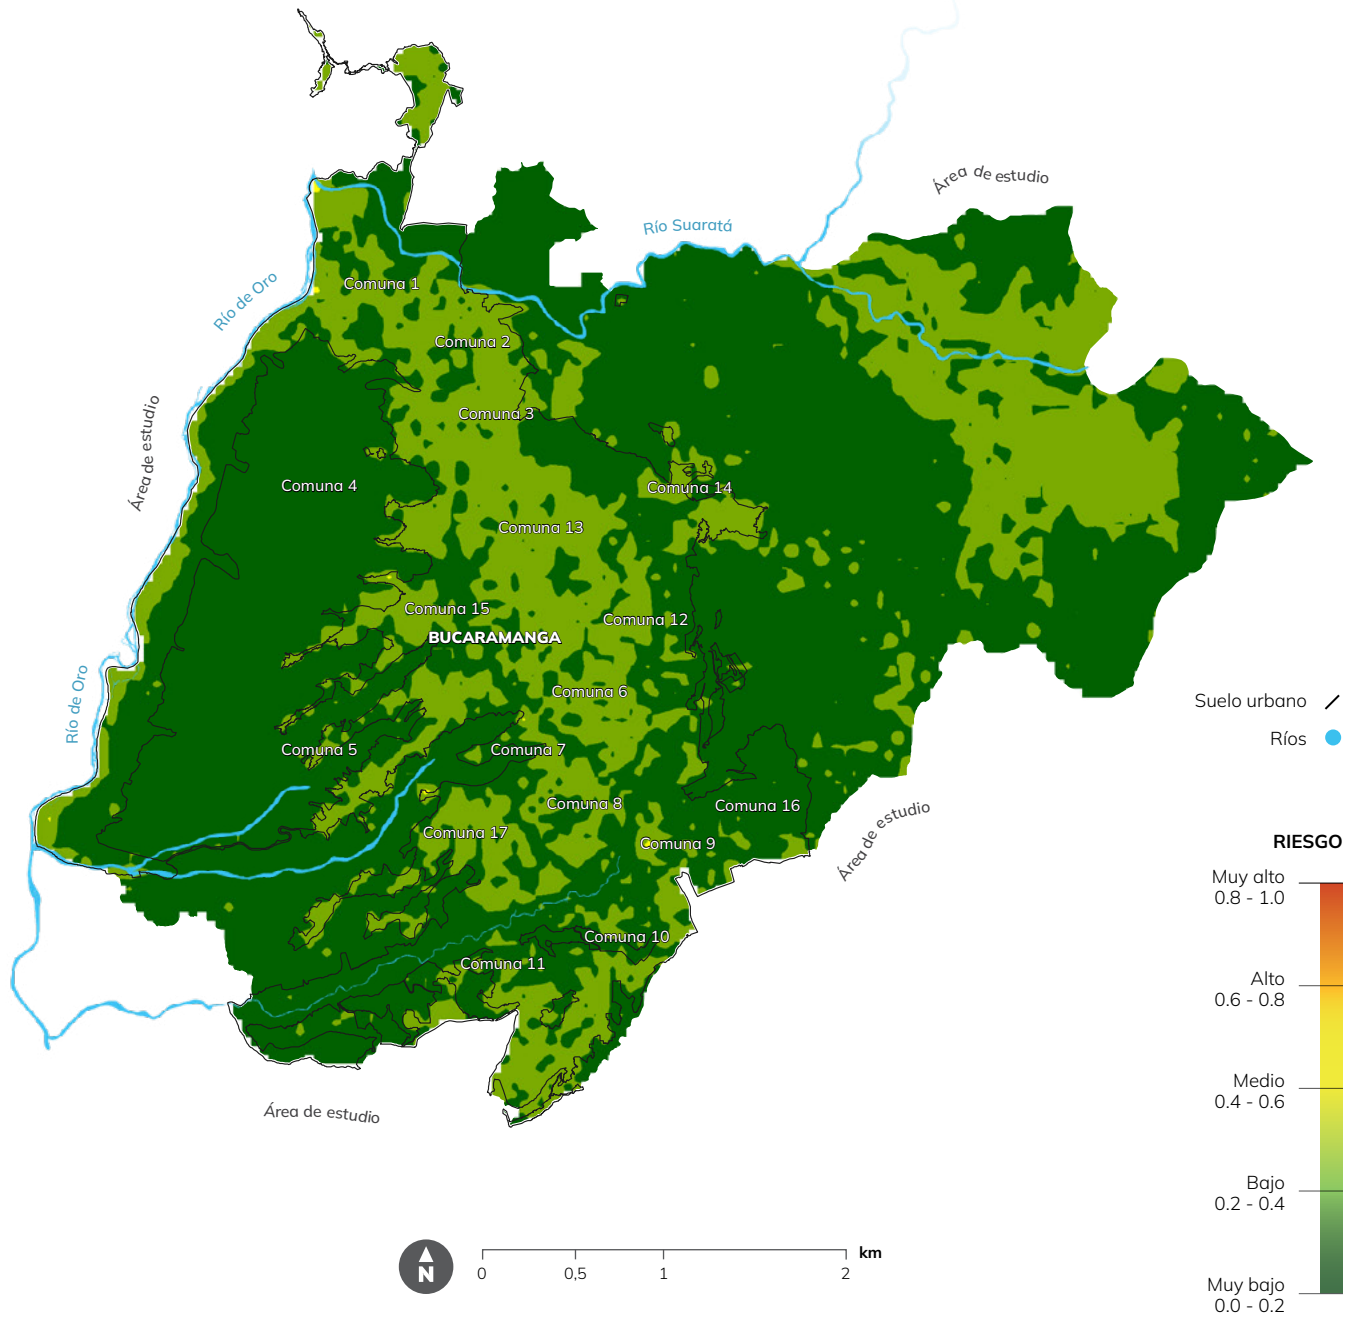 Área de estudio
Río Suaratá
Río de Oro
Comuna 1
Comuna 2
Área de estudio
Comuna 3
Comuna 4
Comuna 14
Comuna 13
Comuna 15
Comuna 12
BUCARAMANGA
Río de Oro
Comuna 6
Suelo urbano
Ríos
Comuna 5
Comuna 7
Comuna 8
Comuna 16
Área de estudio
Comuna 17
Comuna 9
Comuna 10
Comuna 11
Área de estudio
RIESGO
Muy alto
0.8 - 1.0
Alto
0.6 - 0.8
Medio
0.4 - 0.6
Bajo
0.2 - 0.4
Muy bajo
0.0 - 0.2
N
km
0 0,5 1 2